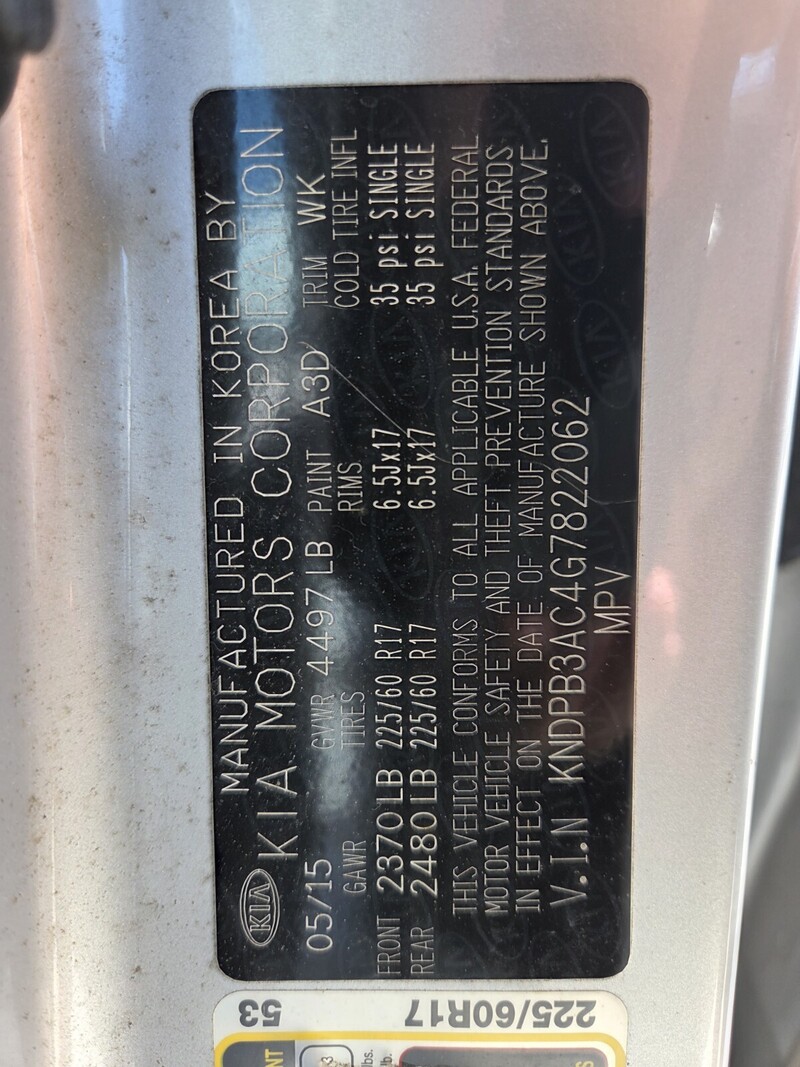 MANUFACTURED IN KOREA BY
KIA KIA MOTORS CORPORATION
05/15 GVWR 4497 LB PAINT A3D TRIM WK
GAWR TIRES RIMS COLD TIRE INFL
FRONT 2370LB 225/60 R17 6.5Jx17 35 psi SINGLE
REAR 2480LB 225/60 R17 6.5Jx17 35 psi SINGLE
THIS VEHICLE CONFORMS TO ALL APPLICABLE U.S.A. FEDERAL
MOTOR VEHICLE SAFETY AND THEFT PREVENTION STANDARDS
IN EFFECT ON THE DATE OF MANUFACTURE SHOWN ABOVE.
V.I.N KNDPB3AC4G7822062
MPV
225/60R17 53